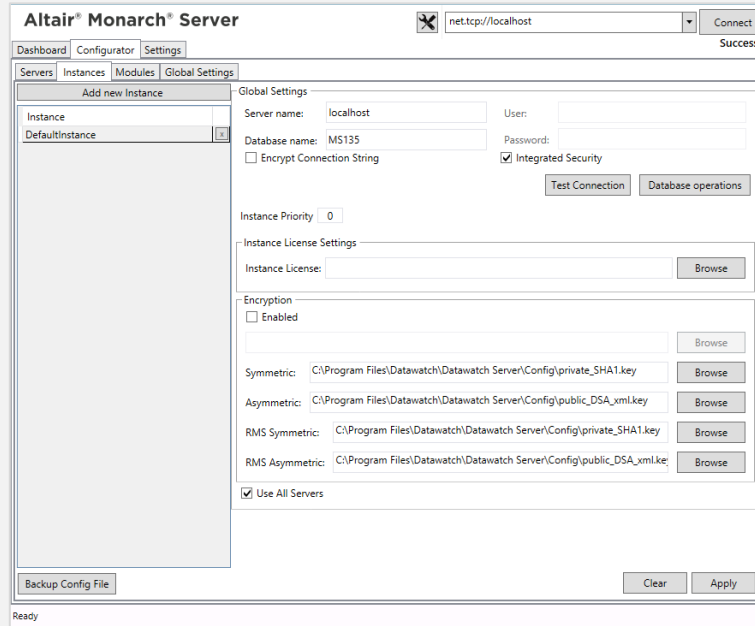 Altair® Monarch® Server
net.tcp://localhost
Connect
Success
Dashboard Configurator Settings
Servers Instances Modules Global Settings
Add new Instance
Instance
DefaultInstance x
Global Settings
Server name: localhost User:
Database name: MS135 Password:
Encrypt Connection String Integrated Security
Test Connection Database operations
Instance Priority 0
Instance License Settings
Instance License: Browse
Encryption
Enabled
Browse
Symmetric: C:\Program Files\Datawatch\Datawatch Server\Config\private_SHA1.key Browse
Asymmetric: C:\Program Files\Datawatch\Datawatch Server\Config\public_DSA_xml.key Browse
RMS Symmetric: C:\Program Files\Datawatch\Datawatch Server\Config\private_SHA1.key Browse
RMS Asymmetric: C:\Program Files\Datawatch\Datawatch Server\Config\public_DSA_xml.ke Browse
Use All Servers
Backup Config File Clear Apply
Ready